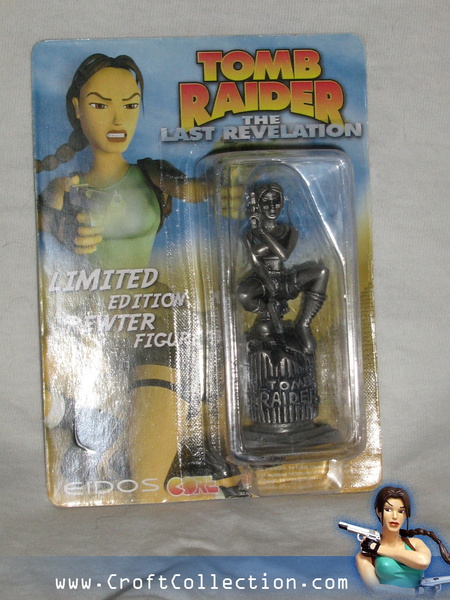 TOMB
RAIDER
THE
LAST REVELATION
LIMITED
EDITION
PEWTER
FIGURE
TOMB
RAIDER
EIDOS
CORE
www.CroftCollection.com